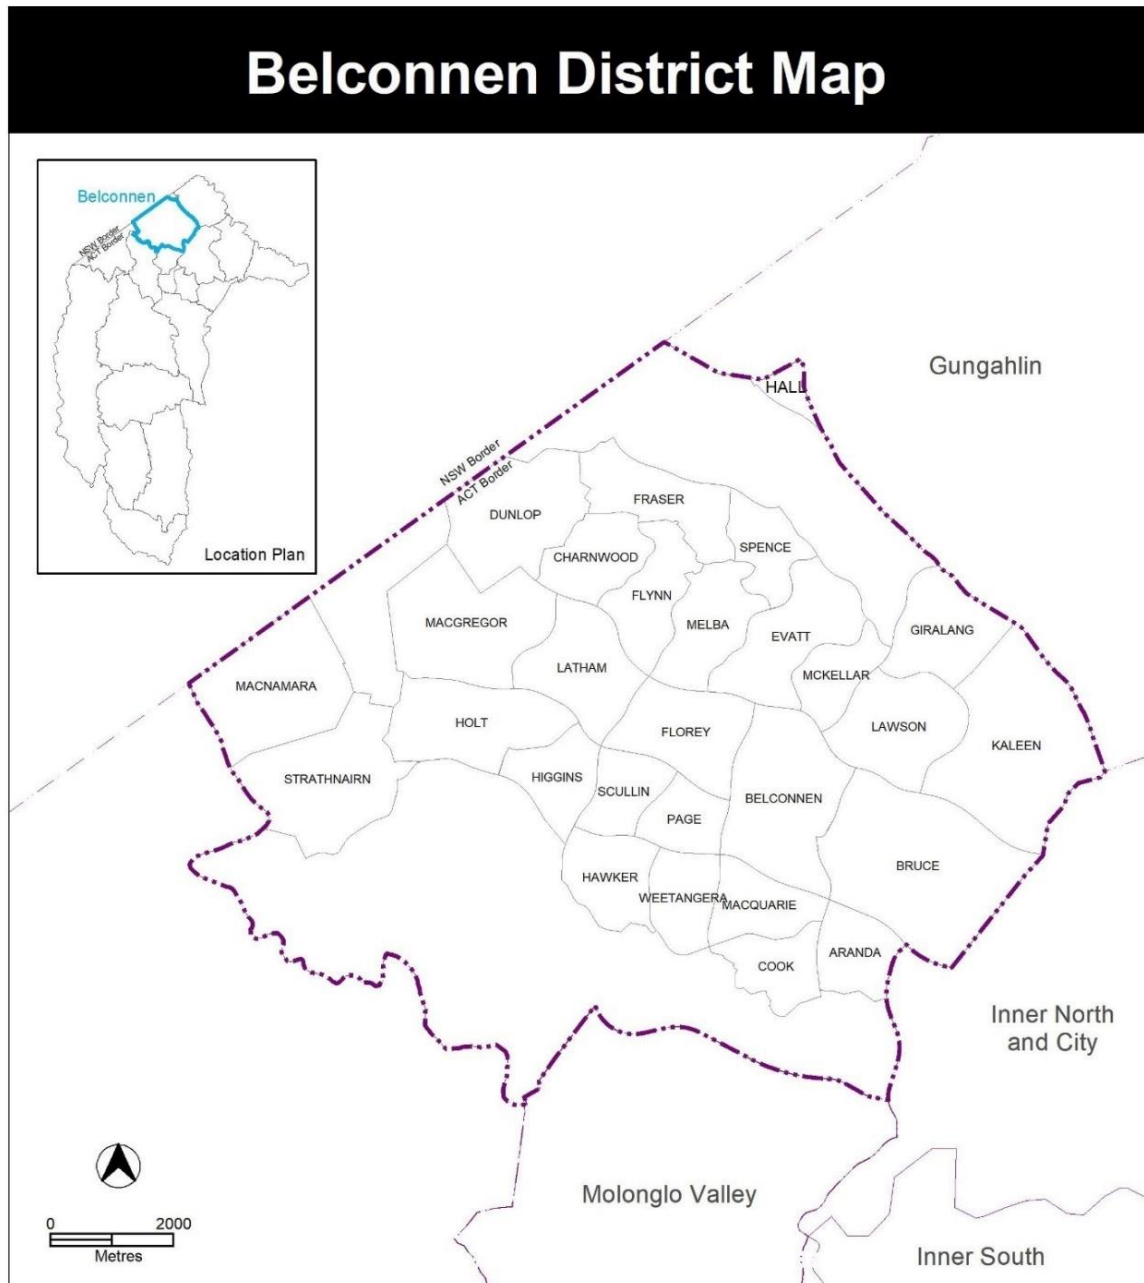 Belconnen District Map
Belconnen
NSW Border
ACT Border
Location Plan
Gungahlin
HALL
NSW Border
ACT Border
DUNLOP
FRASER
CHARNWOOD
SPENCE
FLYNN
MACGREGOR
MELBA
EVATT
GIRALANG
LATHAM
MCKELLAR
MACNAMARA
HOLT
FLOREY
LAWSON
KALEEN
STRATHNAIRN
HIGGINS
SCULLIN
BELCONNEN
PAGE
BRUCE
HAWKER
WEETANGERA
MACQUARIE
ARANDA
COOK
Inner North
and City
Molonglo Valley
Inner South
0 2000
Metres